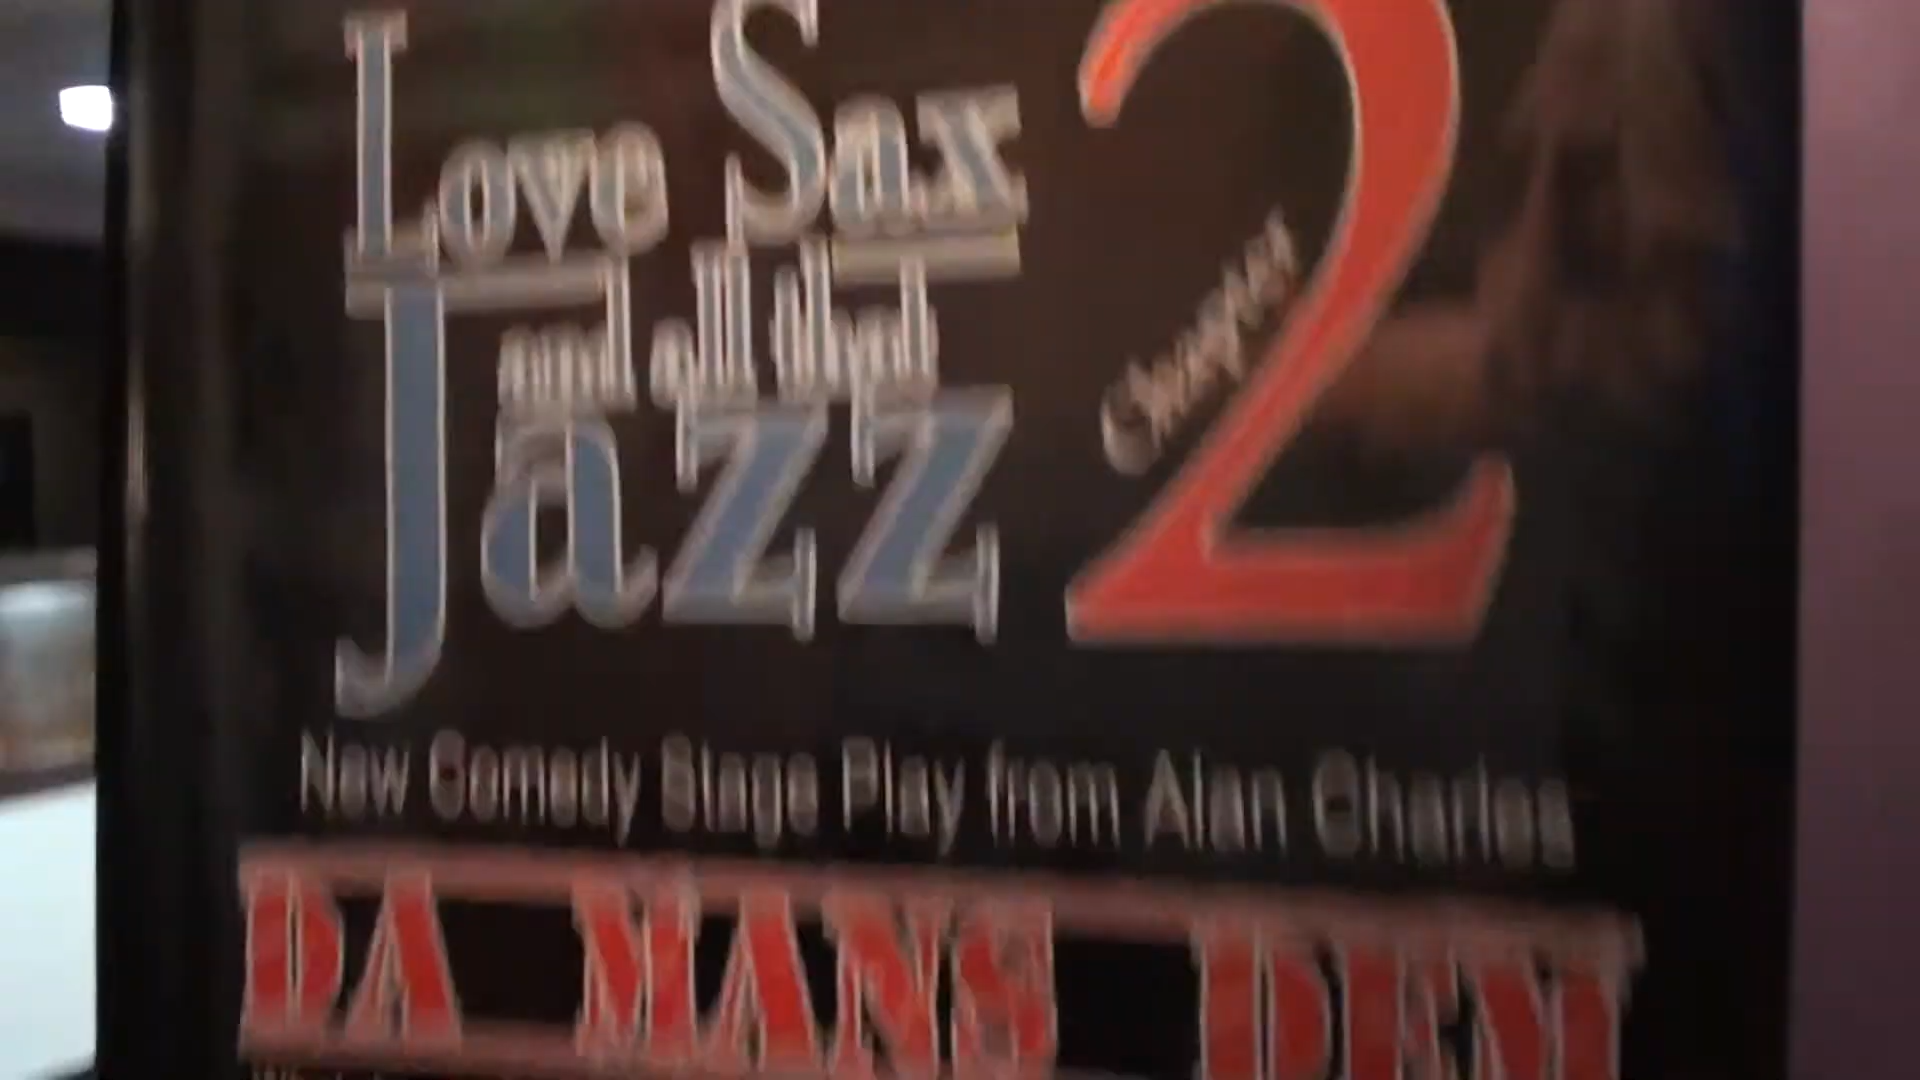 Love Sax
and all that
Jazz
Chapter 2
New Comedy Stage Play from Alan Charles
DA MANS DEN